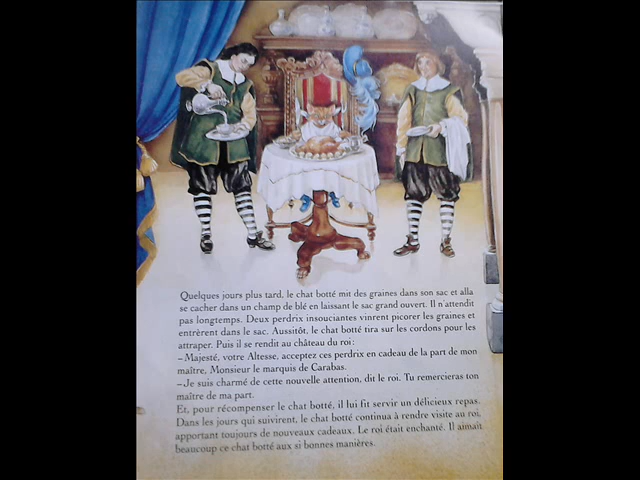 Quelques jours plus tard, le chat botté mit des graines dans son sac et alla
se cacher dans un champ de blé en laissant le sac grand ouvert. Il n'attendit
pas longtemps. Deux perdrix insouciantes vinrent picorer les graines et
entrèrent dans le sac. Aussitôt, le chat botté tira sur les cordons pour les
attraper. Puis il se rendit au château du roi :
– Majesté, votre Altesse, acceptez ces perdrix en cadeau de la part de mon
maître, Monsieur le marquis de Carabas.
– Je suis charmé de cette nouvelle attention, dit le roi. Tu remercieras ton
maître de ma part.
Et, pour récompenser le chat botté, il lui fit servir un délicieux repas.
Dans les jours qui suivirent, le chat botté continua à rendre visite au roi,
apportant toujours de nouveaux cadeaux. Le roi était enchanté. Il aimait
beaucoup ce chat botté aux si bonnes manières.